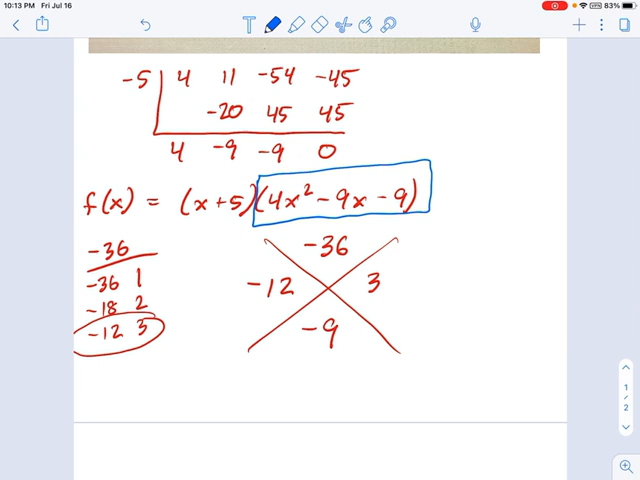 10:13 PM Fri Jul 16
VPN 83%
T
-5 | 4 11 -54 -45
-20 45 45
4 -9 -9 0
f(x) = (x+5)(4x² - 9x - 9)
-36
-36 1
-18 2
-12 3
-36
-12 3
-9
1
/
2